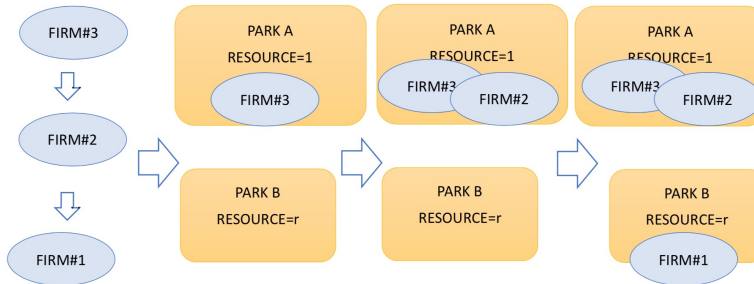 FIRM#3
FIRM#2
FIRM#1
PARK A
RESOURCE=1
FIRM#3
PARK B
RESOURCE=r
PARK A
RESOURCE=1
FIRM#3
FIRM#2
PARK B
RESOURCE=r
PARK A
RESOURCE=1
FIRM#3
FIRM#2
PARK B
RESOURCE=r
FIRM#1